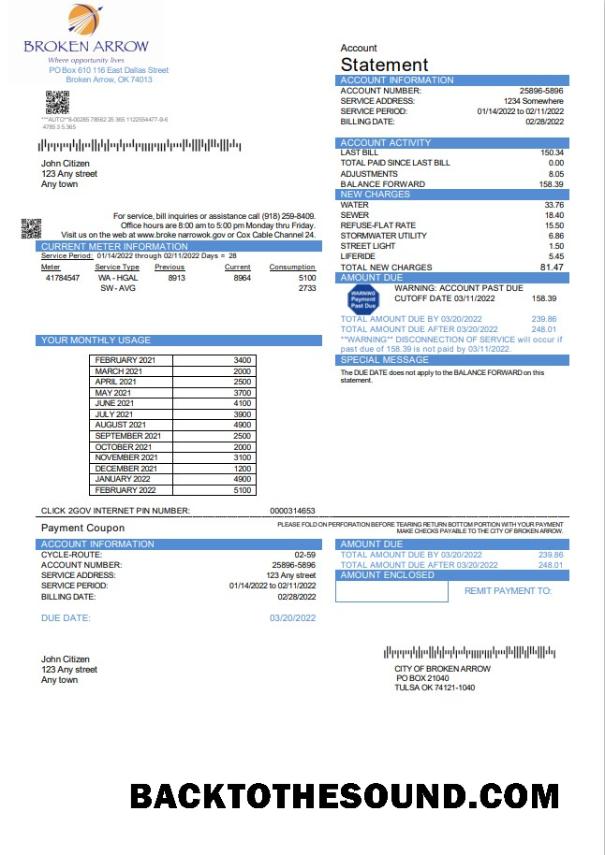 BROKEN ARROW
Where opportunity lives
PO Box 610 116 East Dallas Street
Broken Arrow, OK 74013
John Citizen
123 Any street
Any town
For service, bill inquiries or assistance call (918) 259-8409.
Office hours are 8:00 am to 5:00 pm Monday thru Friday.
Visit us on the web at www.broke narrowok.gov or Cox Cable Channel 24.
CURRENT METER INFORMATION
Service Period: 01/14/2022 through 02/11/2022 Days = 28
Meter Service Type Previous Current Consumption
41784547 WA - HGAL 8913 8964 5100
SW - AVG 2733
YOUR MONTHLY USAGE
FEBRUARY 2021 3400
MARCH 2021 2000
APRIL 2021 2500
MAY 2021 3700
JUNE 2021 4100
JULY 2021 3900
AUGUST 2021 4900
SEPTEMBER 2021 2500
OCTOBER 2021 2000
NOVEMBER 2021 3100
DECEMBER 2021 1200
JANUARY 2022 4900
FEBRUARY 2022 5100
CLICK 2GOV INTERNET PIN NUMBER: 0000314653
Account
Statement
ACCOUNT INFORMATION
ACCOUNT NUMBER: 25896-5896
SERVICE ADDRESS: 1234 Somewhere
SERVICE PERIOD: 01/14/2022 to 02/11/2022
BILLING DATE: 02/28/2022
ACCOUNT ACTIVITY
LAST BILL 150.34
TOTAL PAID SINCE LAST BILL 0.00
ADJUSTMENTS 8.05
BALANCE FORWARD 158.39
NEW CHARGES
WATER 33.76
SEWER 18.40
REFUSE-FLAT RATE 15.50
STORMWATER UTILITY 6.86
STREET LIGHT 1.50
LIFERIDE 5.45
TOTAL NEW CHARGES 81.47
AMOUNT DUE
WARNING Payment Past Due
WARNING: ACCOUNT PAST DUE
CUTOFF DATE 03/11/2022 158.39
TOTAL AMOUNT DUE BY 03/20/2022 239.86
TOTAL AMOUNT DUE AFTER 03/20/2022 248.01
**WARNING** DISCONNECTION OF SERVICE will occur if
past due of 158.39 is not paid by 03/11/2022.
SPECIAL MESSAGE
The DUE DATE does not apply to the BALANCE FORWARD on this
statement.
Payment Coupon
PLEASE FOLD ON PERFORATION BEFORE TEARING RETURN BOTTOM PORTION WITH YOUR PAYMENT
MAKE CHECKS PAYABLE TO THE CITY OF BROKEN ARROW.
ACCOUNT INFORMATION
CYCLE-ROUTE: 02-59
ACCOUNT NUMBER: 25896-5896
SERVICE ADDRESS: 123 Any street
SERVICE PERIOD: 01/14/2022 to 02/11/2022
BILLING DATE: 02/28/2022
DUE DATE: 03/20/2022
AMOUNT DUE
TOTAL AMOUNT DUE BY 03/20/2022 239.86
TOTAL AMOUNT DUE AFTER 03/20/2022 248.01
AMOUNT ENCLOSED
REMIT PAYMENT TO:
John Citizen
123 Any street
Any town
CITY OF BROKEN ARROW
PO BOX 21040
TULSA OK 74121-1040
BACKTOTHESOUND.COM